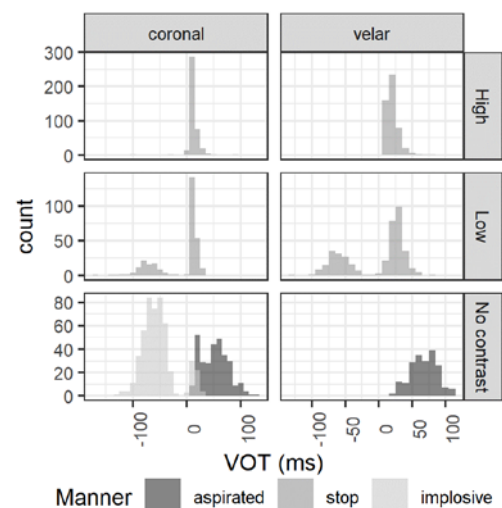 coronal velar
300
200
100
0
High
100
50
0
Low
80
60
40
20
0
No contrast
count
-100 0 100 -100 -50 0 50 100
VOT (ms)
Manner aspirated stop implosive